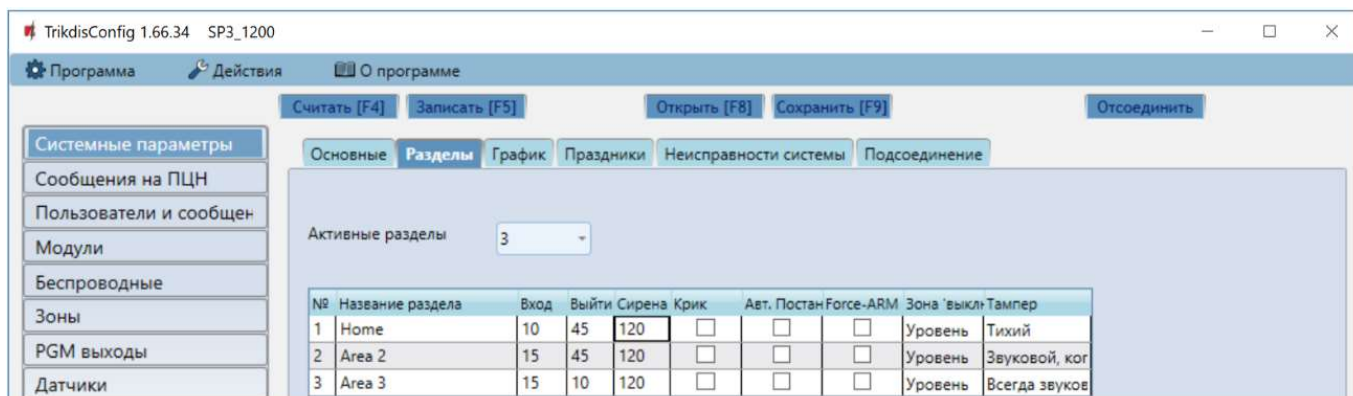 TrikdisConfig 1.66.34 SP3_1200
Программа Действия О программе
Считать [F4] Записать [F5] Открыть [F8] Сохранить [F9] Отсоединить
Системные параметры
Основные Разделы График Праздники Неисправности системы Подсоединение
Сообщения на ПЦН
Пользователи и сообщен
Активные разделы 3
Модули
Беспроводные
Зоны
PGM выходы
Датчики
№ Название раздела Вход Выйти Сирена Крик Авт. Постан Force-ARM Зона 'выкл Тампер
1 Home 10 45 120 Уровень Тихий
2 Area 2 15 45 120 Уровень Звуковой, ког
3 Area 3 15 10 120 Уровень Всегда звуков